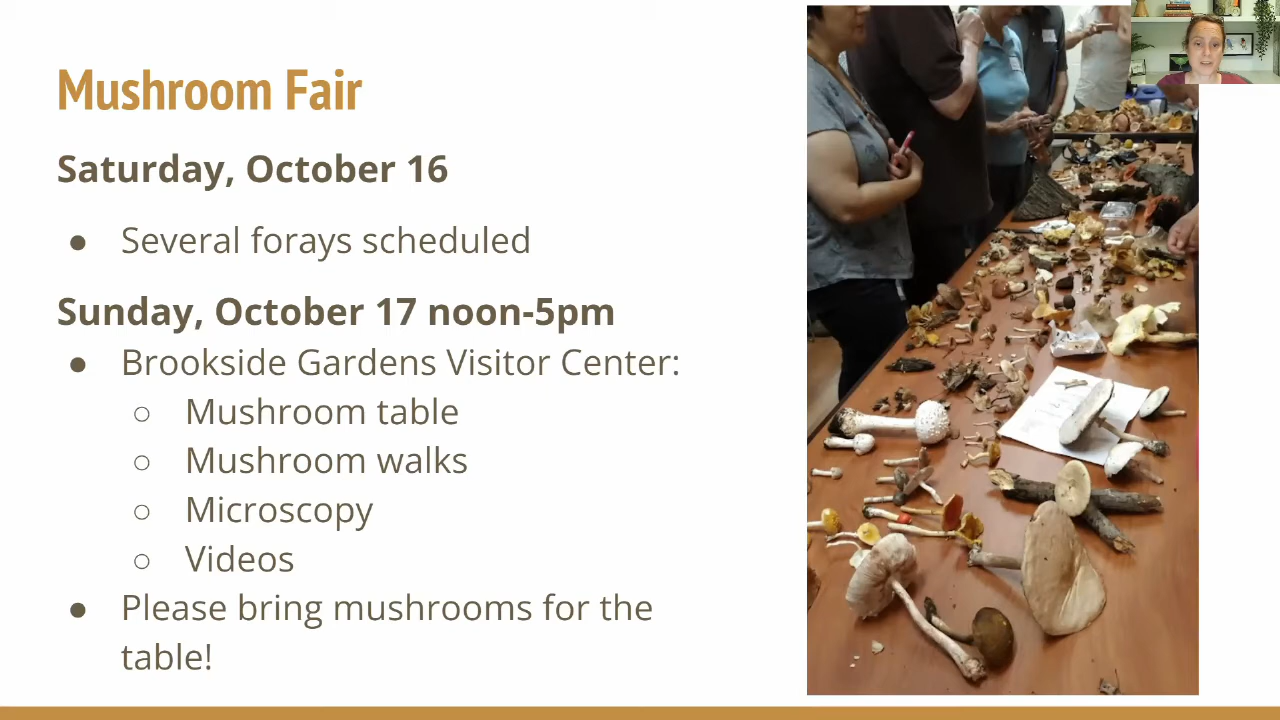 Mushroom Fair
Saturday, October 16
● Several forays scheduled
Sunday, October 17 noon-5pm
● Brookside Gardens Visitor Center:
○ Mushroom table
○ Mushroom walks
○ Microscopy
○ Videos
● Please bring mushrooms for the
table!